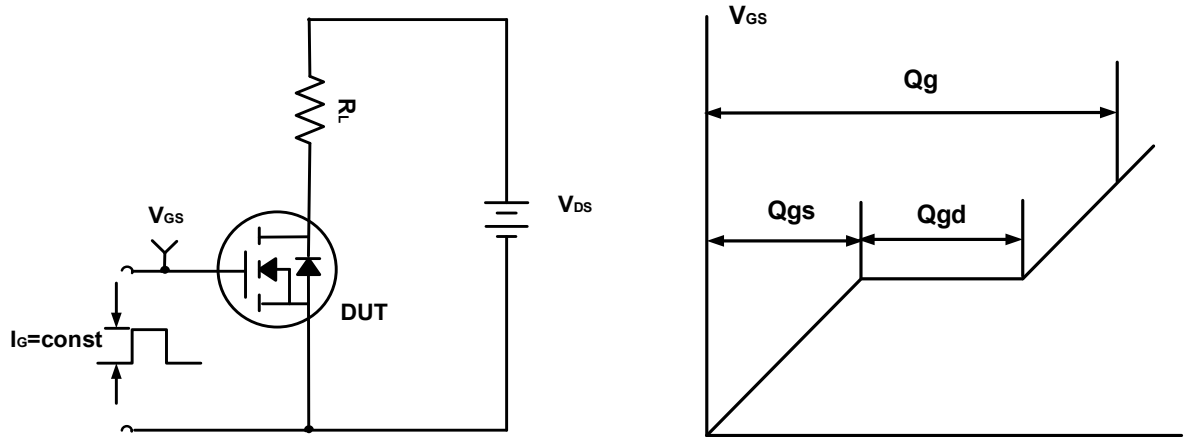 RL
VGS
VDS
DUT
IG=const
VGS
Qg
Qgs
Qgd